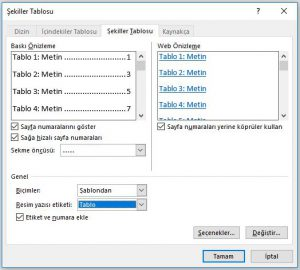 Şekiller Tablosu
Dizin İçindekiler Tablosu Şekiller Tablosu Kaynakça
Baskı Önizleme
Tablo 1: Metin ............................. 1
Tablo 2: Metin ............................. 3
Tablo 3: Metin ............................. 5
Tablo 4: Metin ............................. 7
Web Önizleme
Tablo 1: Metin
Tablo 2: Metin
Tablo 3: Metin
Tablo 4: Metin
Tablo 5: Metin
Sayfa numaralarını göster
Sağa hizalı sayfa numaraları
Sekme öncüsü: ......
Sayfa numaraları yerine köprüler kullan
Genel
Biçimler: Şablondan
Resim yazısı etiketi: Tablo
Etiket ve numara ekle
Seçenekler... Değiştir...
Tamam İptal